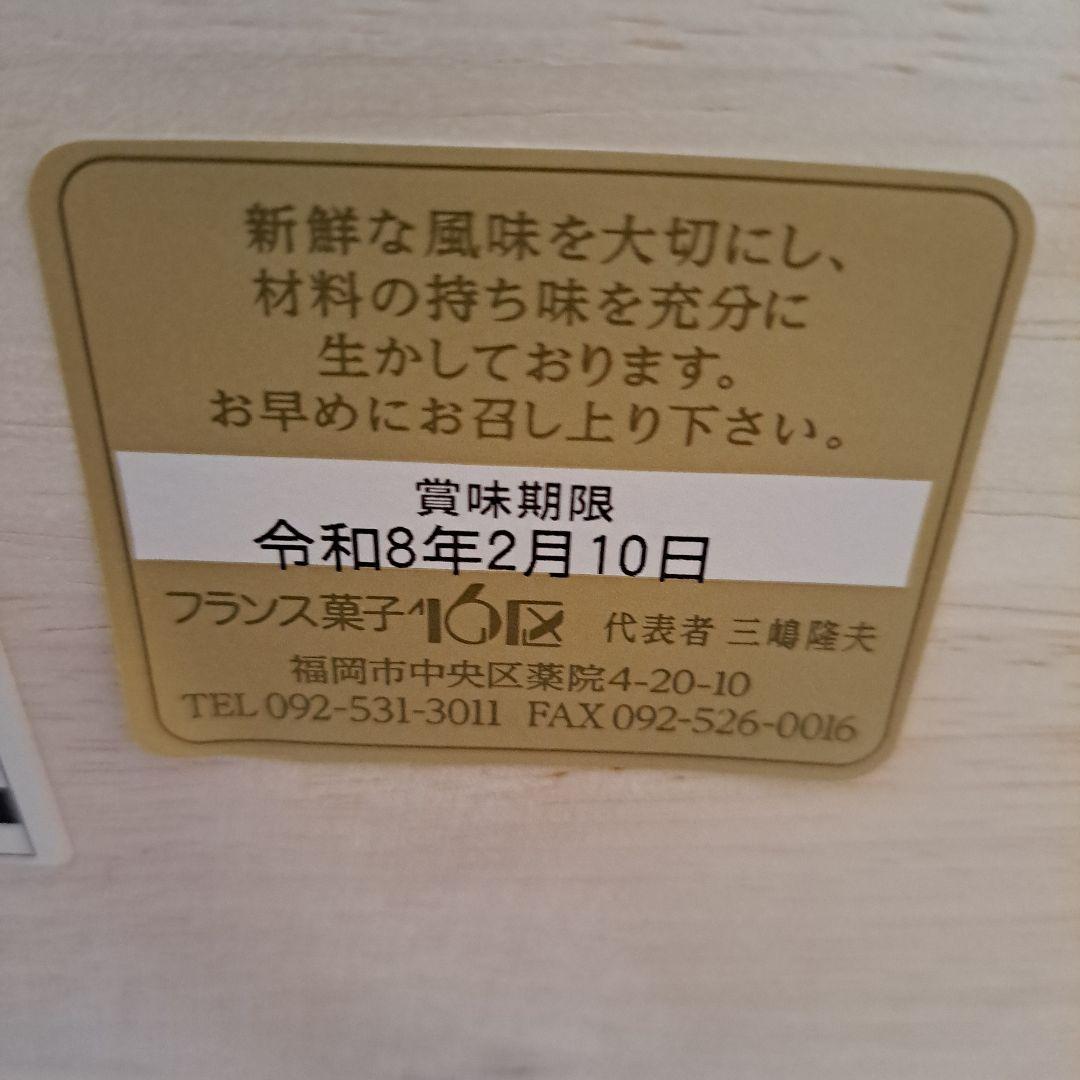 新鮮な風味を大切にし、
材料の持ち味を充分に
生かしております。
お早めにお召し上り下さい。
賞味期限
令和8年2月10日
フランス菓子16区 代表者 三嶋隆夫
福岡市中央区薬院4-20-10
TEL 092-531-3011 FAX 092-526-0016